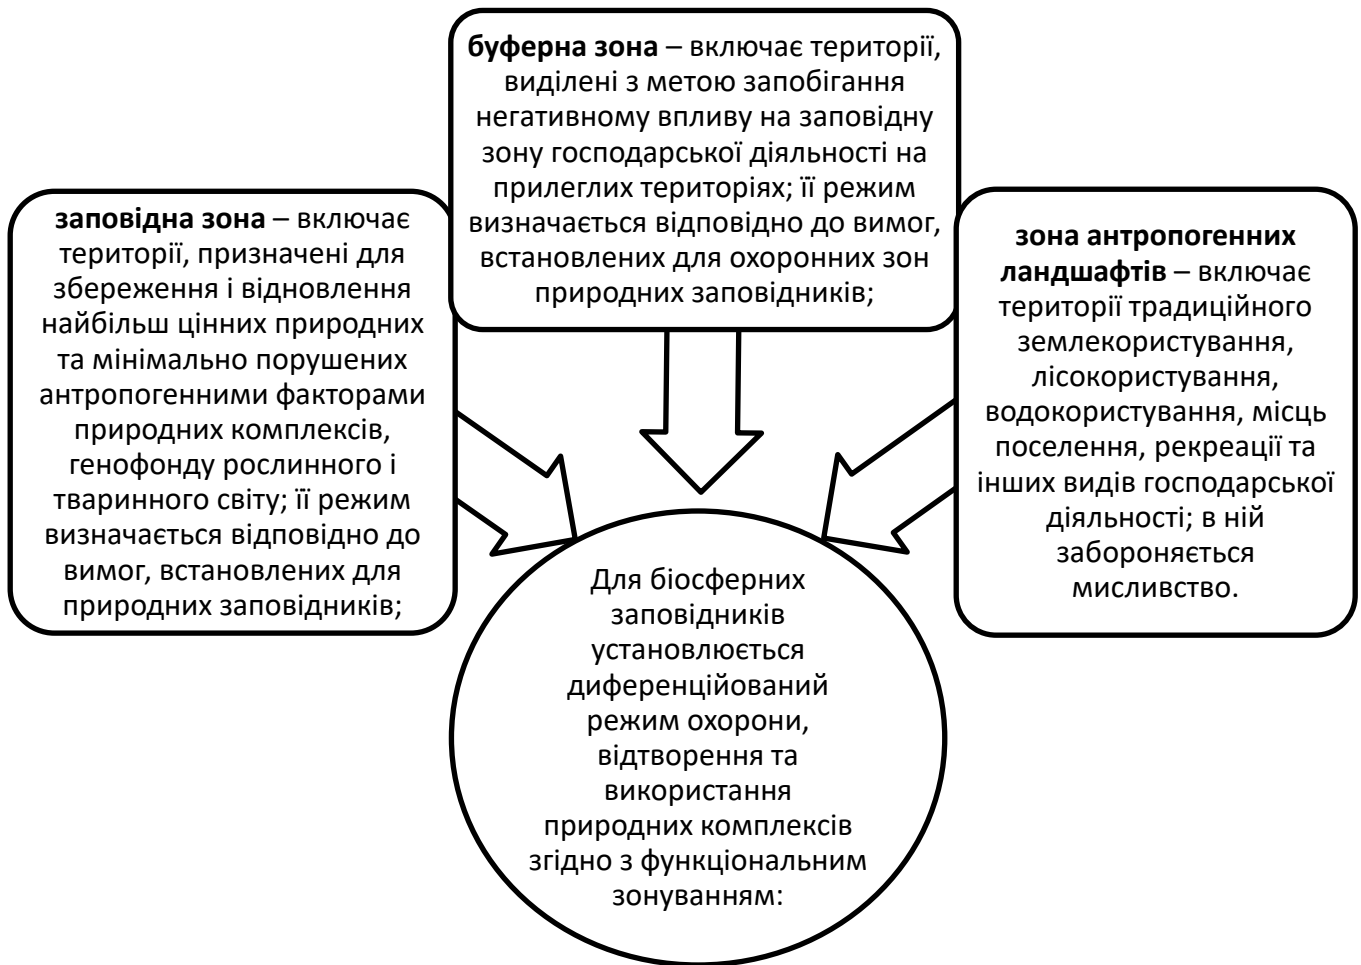 буферна зона – включає території,
виділені з метою запобігання
негативному впливу на заповідну
зону господарської діяльності на
прилеглих територіях; її режим
визначається відповідно до вимог,
встановлених для охоронних зон
природних заповідників;
заповідна зона – включає
території, призначені для
збереження і відновлення
найбільш цінних природних
та мінімально порушених
антропогенними факторами
природних комплексів,
генофонду рослинного і
тваринного світу; її режим
визначається відповідно до
вимог, встановлених для
природних заповідників;
зона антропогенних
ландшафтів – включає
території традиційного
землекористування,
лісокористування,
водокористування, місць
поселення, рекреації та
інших видів господарської
діяльності; в ній
забороняється
мисливство.
Для біосферних
заповідників
установлюється
диференційований
режим охорони,
відтворення та
використання
природних комплексів
згідно з функціональним
зонуванням: